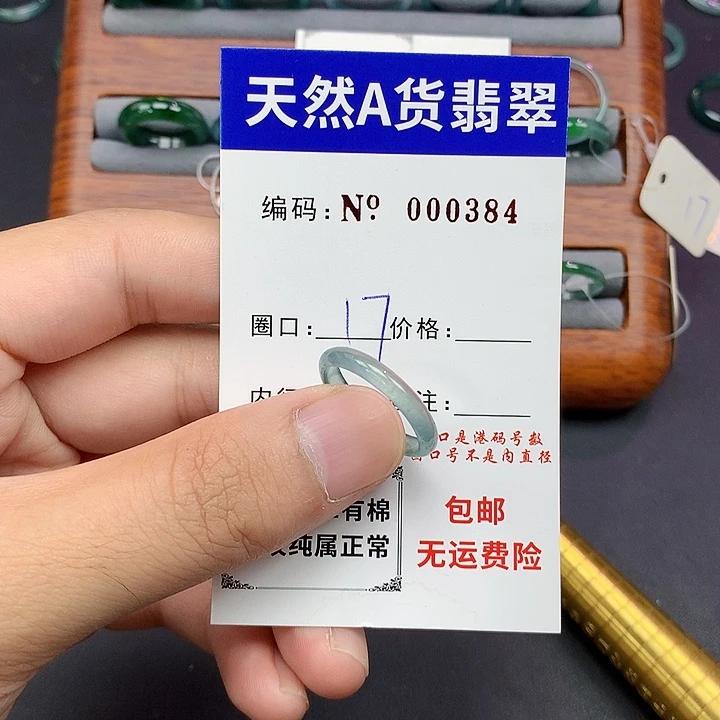 天然A货翡翠
编码:Nº 000384
圈口:17 价格:
注:
口是港码号数
口号不是内直径
有棉
纯属正常
包邮
无运费险
17